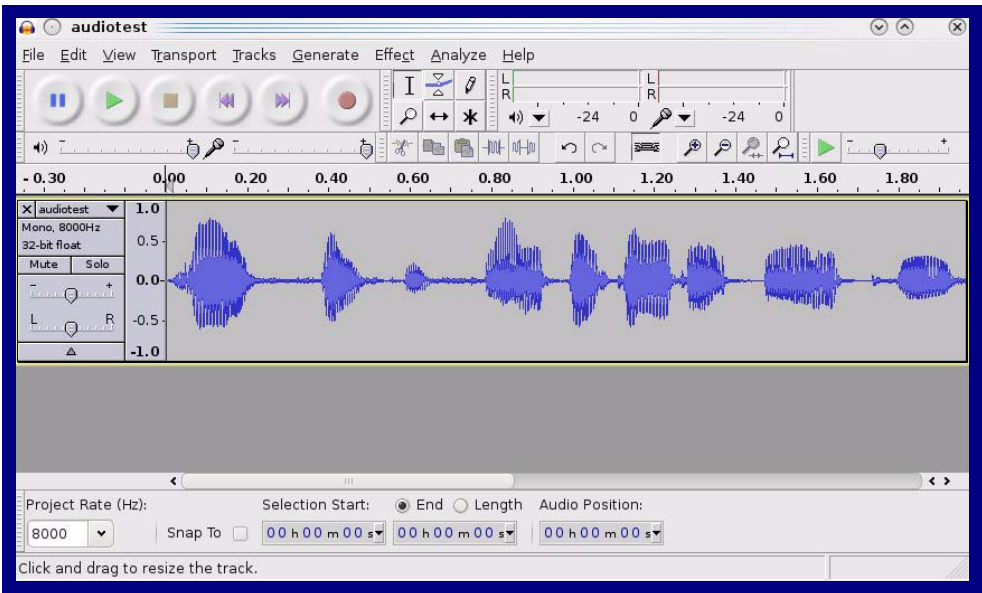 audiotest
File Edit View Transport Tracks Generate Effect Analyze Help
L
R
-24 0
L
R
-24 0
- 0.30 0.00 0.20 0.40 0.60 0.80 1.00 1.20 1.40 1.60 1.80
X audiotest
Mono, 8000Hz
32-bit float
Mute Solo
- +
L R
1.0
0.5
0.0
-0.5
-1.0
Project Rate (Hz): Selection Start: End Length Audio Position:
8000 Snap To 00 h 00 m 00 s 00 h 00 m 00 s 00 h 00 m 00 s
Click and drag to resize the track.